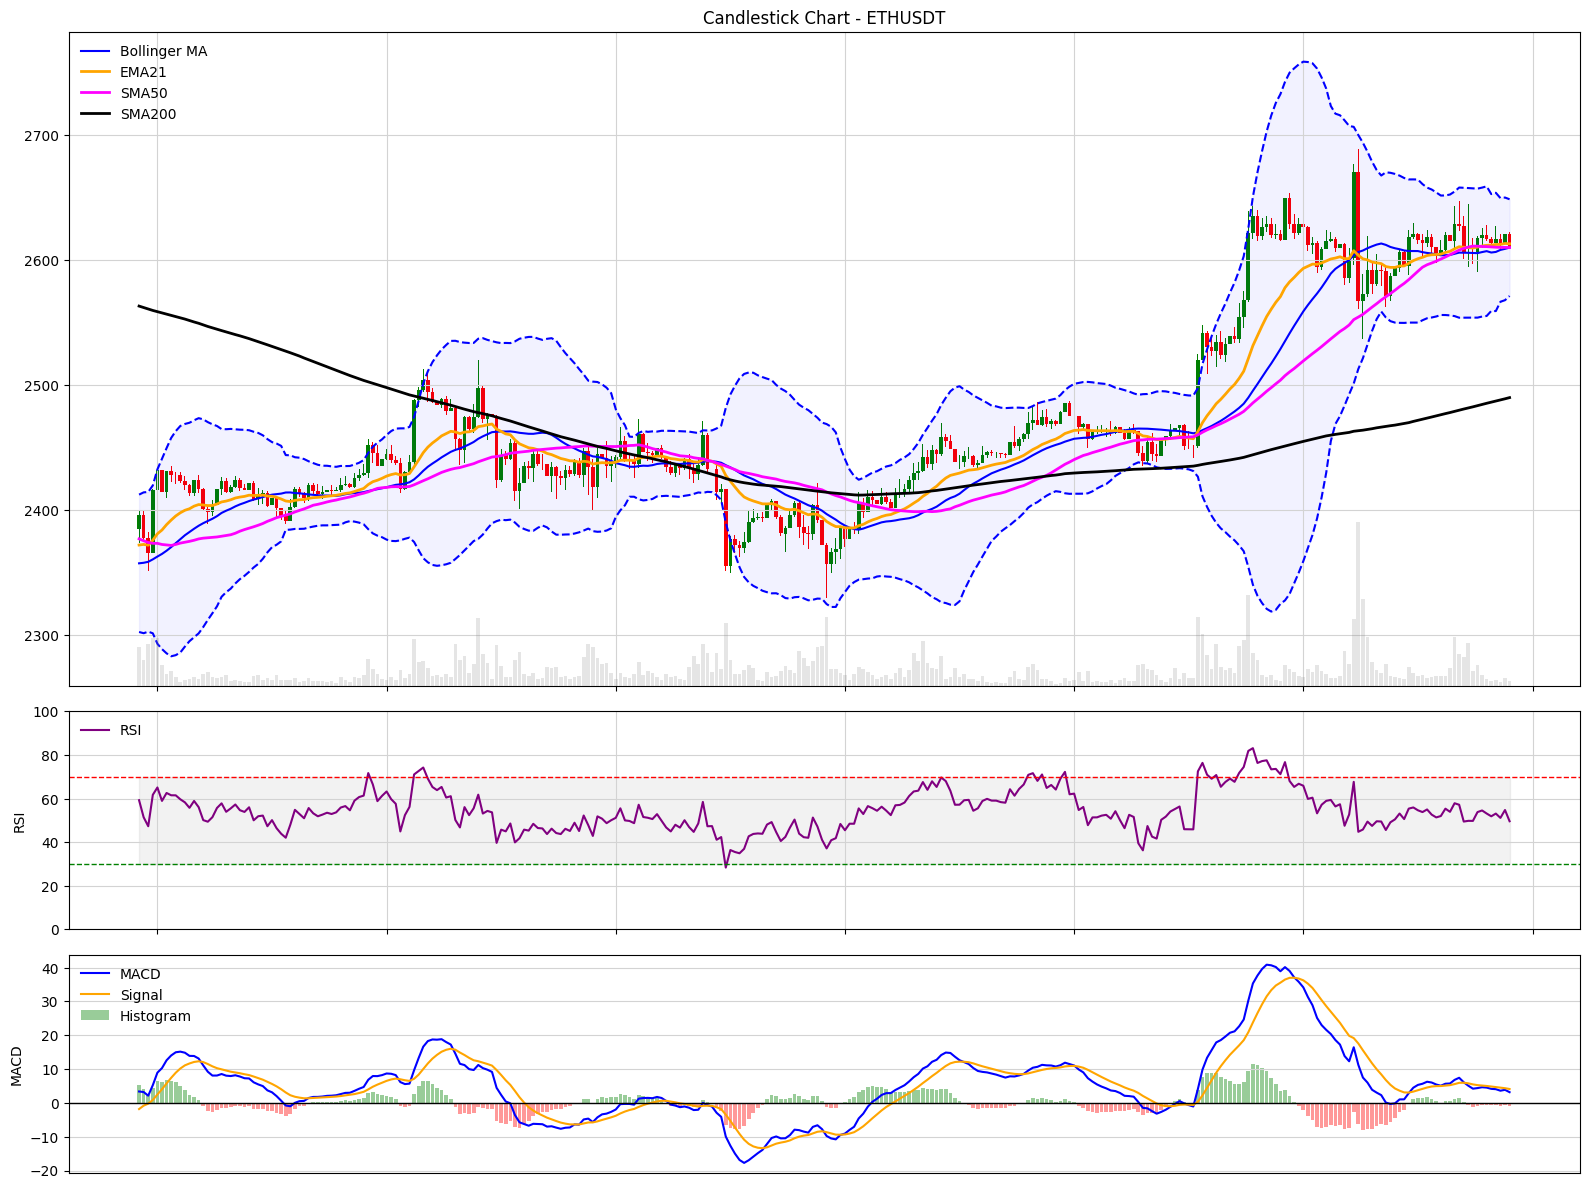 Candlestick Chart - ETHUSDT
Bollinger MA
EMA21
SMA50
SMA200
2700
2600
2500
2400
2300
100
80
60
40
20
0
RSI
RSI
40
30
20
10
0
−10
−20
MACD
MACD
Signal
Histogram